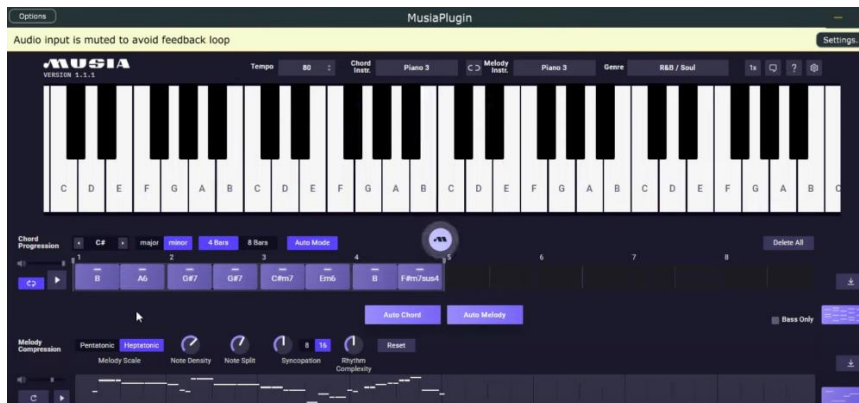 Options
MusiaPlugin
Audio input is muted to avoid feedback loop
Settings...
MUSIA
VERSION 1.1.1
Tempo 80
Chord Instr. Piano 3
Melody Instr. Piano 3
Genre R&B / Soul
1x ?
C D E F G A B C D E F G A B C D E F G A B C D E F G A B C
Chord Progression C# major minor 4 Bars 8 Bars Auto Mode Delete All
1 2 3 4 5 6 7 8
B A6 G#7 G#7 C#m7 Em6 B F#m7sus4
Auto Chord Auto Melody
Bass Only
Melody Compression Pentatonic Heptatonic 8 16 Reset
Melody Scale Note Density Note Split Syncopation Rhythm Complexity